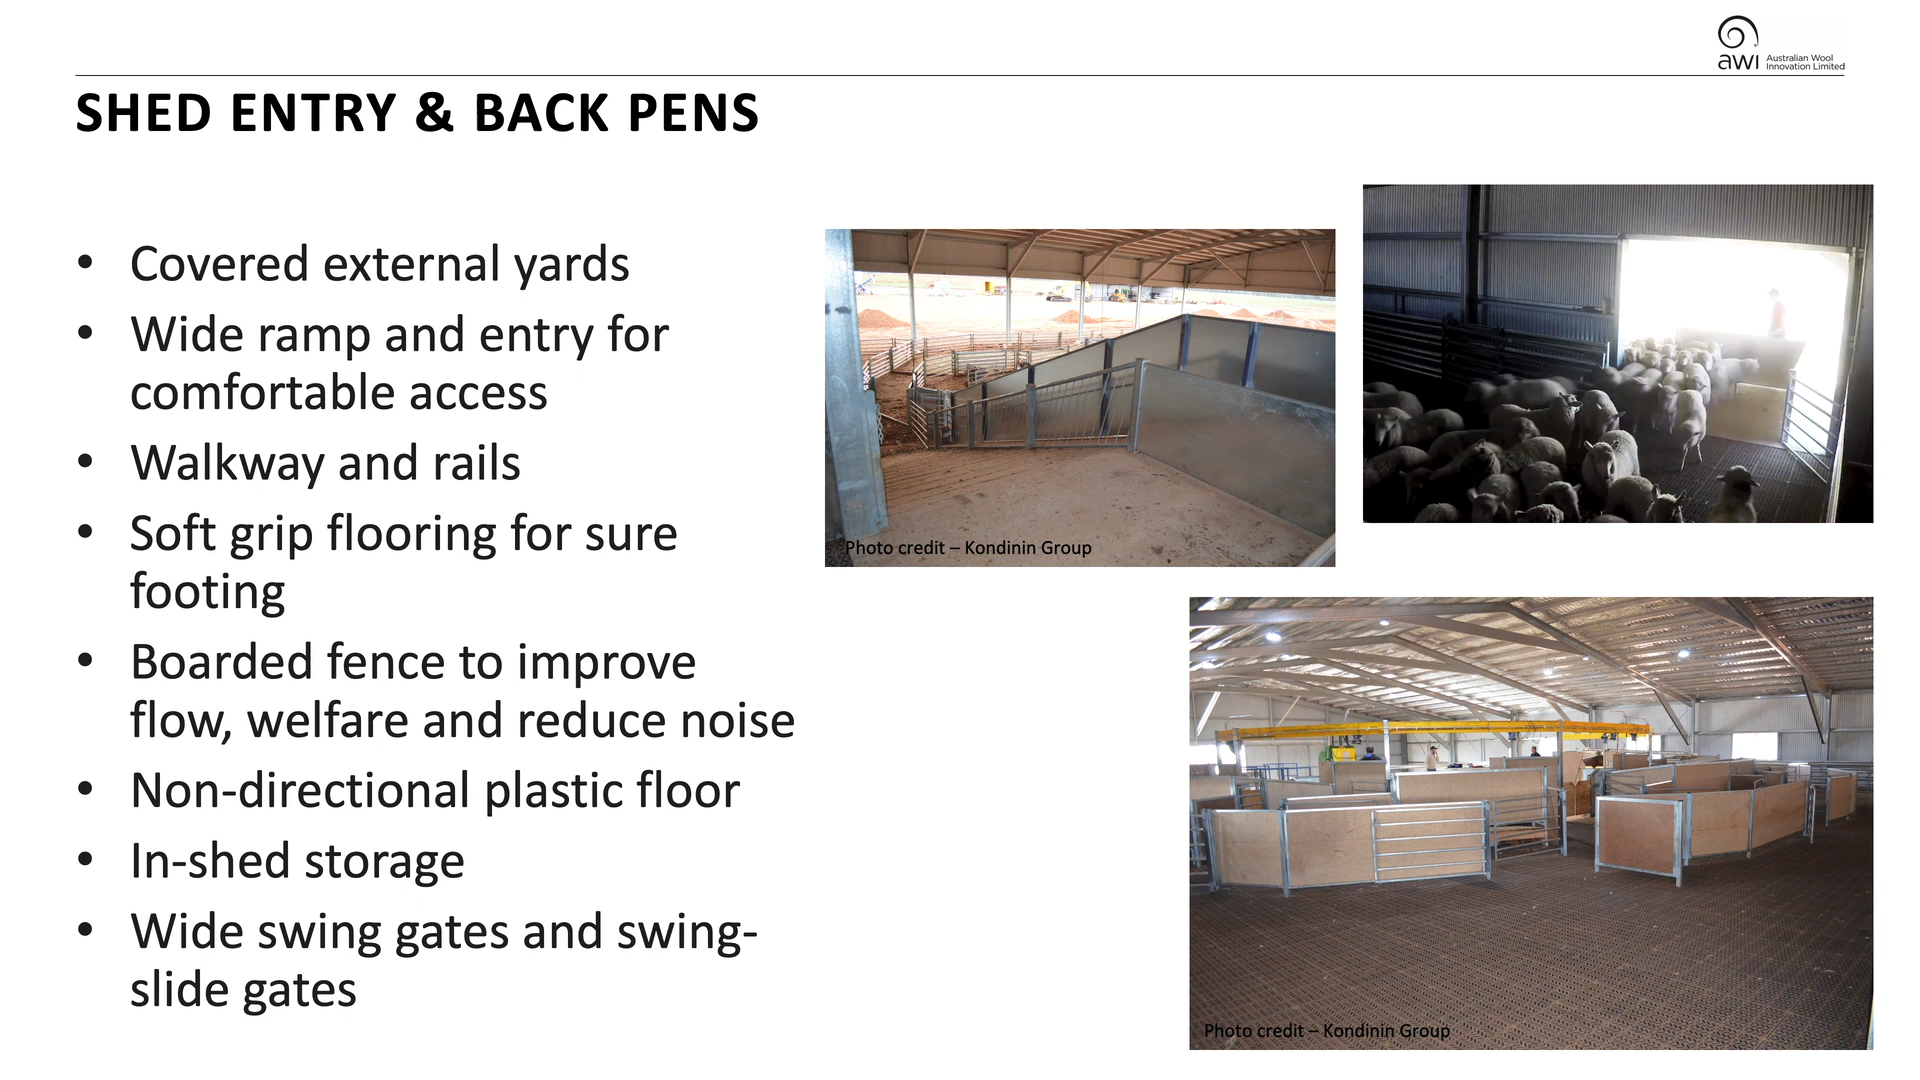 awi Australian Wool
Innovation Limited
SHED ENTRY & BACK PENS
• Covered external yards
• Wide ramp and entry for
comfortable access
• Walkway and rails
• Soft grip flooring for sure
footing
• Boarded fence to improve
flow, welfare and reduce noise
• Non-directional plastic floor
• In-shed storage
• Wide swing gates and swing-
slide gates
Photo credit – Kondinin Group
Photo credit – Kondinin Group